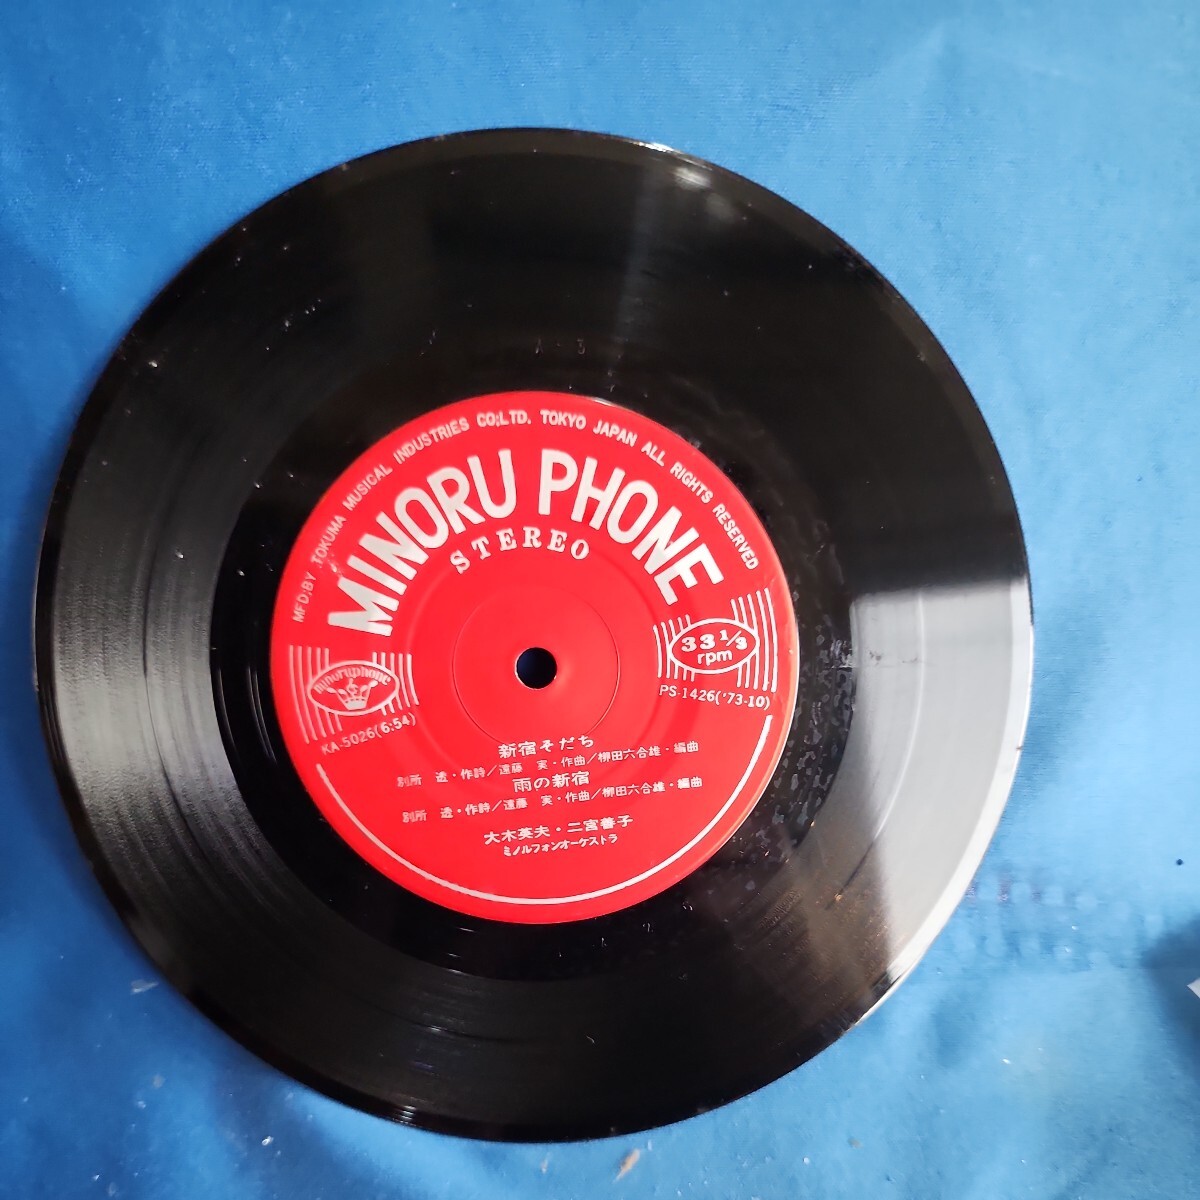 MFD; BY TOKUMA MUSICAL INDUSTRIES CO; LTD. TOKYO JAPAN ALL RIGHTS RESERVED
MINORU PHONE
STEREO
minoruphone
KA-5026(6:54)
33 1/3
rpm
PS-1426('73-10)
新宿そだち
別所 透・作詩/遠藤 実・作曲/柳田六合雄・編曲
雨の新宿
別所 透・作詩/遠藤 実・作曲/柳田六合雄・編曲
大木英夫・二宮善子
ミノルフォンオーケストラ